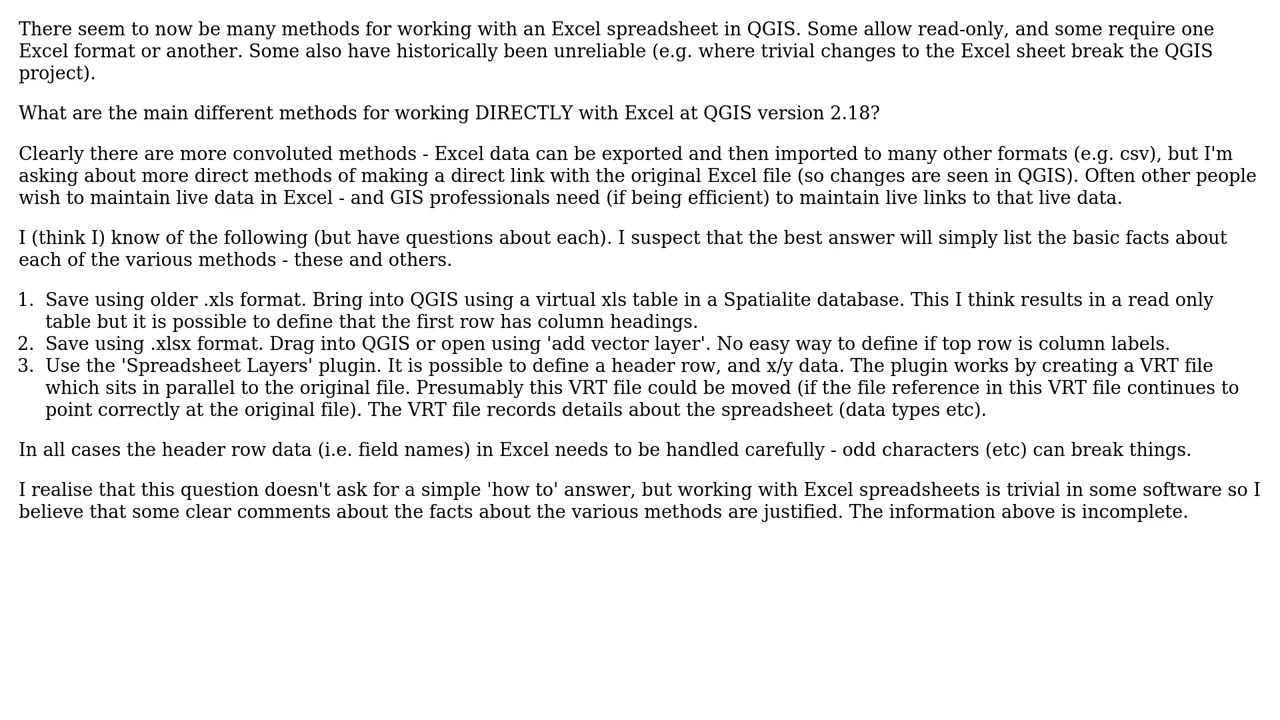 There seem to now be many methods for working with an Excel spreadsheet in QGIS. Some allow read-only, and some require one
Excel format or another. Some also have historically been unreliable (e.g. where trivial changes to the Excel sheet break the QGIS
project).
What are the main different methods for working DIRECTLY with Excel at QGIS version 2.18?
Clearly there are more convoluted methods - Excel data can be exported and then imported to many other formats (e.g. csv), but I'm
asking about more direct methods of making a direct link with the original Excel file (so changes are seen in QGIS). Often other people
wish to maintain live data in Excel - and GIS professionals need (if being efficient) to maintain live links to that live data.
I (think I) know of the following (but have questions about each). I suspect that the best answer will simply list the basic facts about
each of the various methods - these and others.
1. Save using older .xls format. Bring into QGIS using a virtual xls table in a Spatialite database. This I think results in a read only
table but it is possible to define that the first row has column headings.
2. Save using .xlsx format. Drag into QGIS or open using 'add vector layer'. No easy way to define if top row is column labels.
3. Use the 'Spreadsheet Layers' plugin. It is possible to define a header row, and x/y data. The plugin works by creating a VRT file
which sits in parallel to the original file. Presumably this VRT file could be moved (if the file reference in this VRT file continues to
point correctly at the original file). The VRT file records details about the spreadsheet (data types etc).
In all cases the header row data (i.e. field names) in Excel needs to be handled carefully - odd characters (etc) can break things.
I realise that this question doesn't ask for a simple 'how to' answer, but working with Excel spreadsheets is trivial in some software so I
believe that some clear comments about the facts about the various methods are justified. The information above is incomplete.